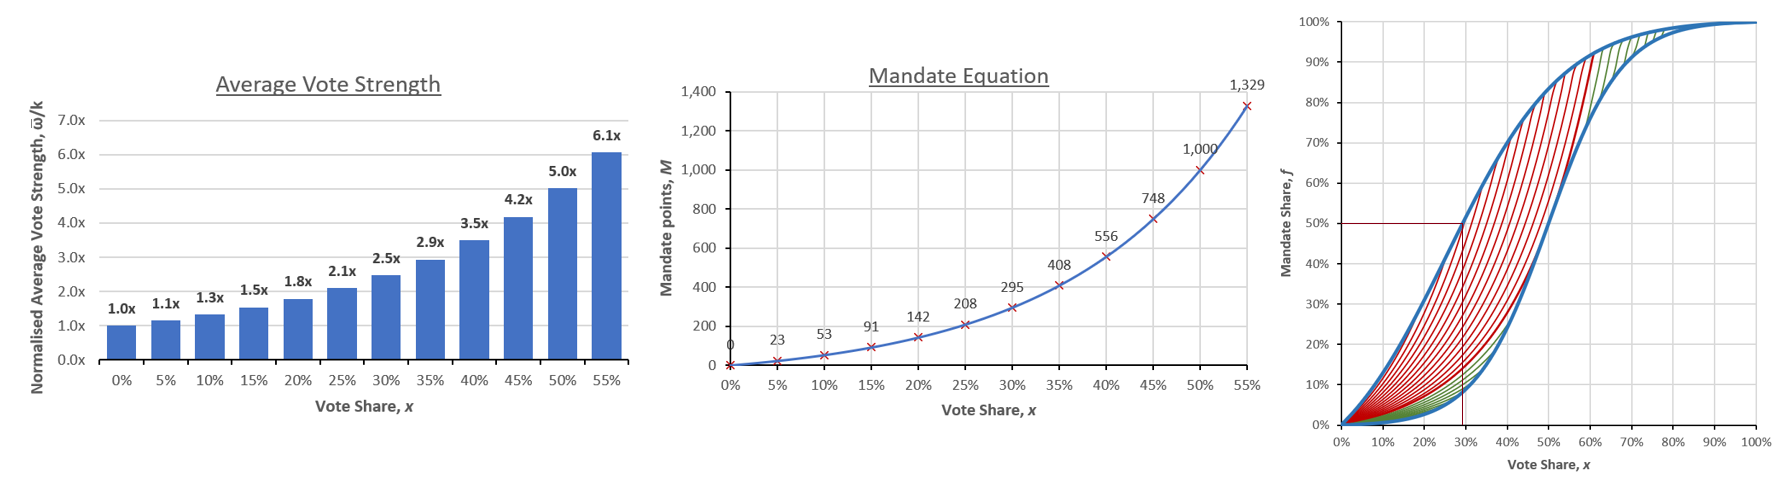 Average Vote Strength
Normalised Average Vote Strength, ω̅/k
7.0x
6.0x
5.0x
4.0x
3.0x
2.0x
1.0x
0.0x
1.0x 1.1x 1.3x 1.5x 1.8x 2.1x 2.5x 2.9x 3.5x 4.2x 5.0x 6.1x
0% 5% 10% 15% 20% 25% 30% 35% 40% 45% 50% 55%
Vote Share, x
Mandate Equation
Mandate points, M
1,400
1,200
1,000
800
600
400
200
0
0 23 53 91 142 208 295 408 556 748 1,000 1,329
0% 5% 10% 15% 20% 25% 30% 35% 40% 45% 50% 55%
Vote Share, x
Mandate Share, f
100%
90%
80%
70%
60%
50%
40%
30%
20%
10%
0%
0% 10% 20% 30% 40% 50% 60% 70% 80% 90% 100%
Vote Share, x